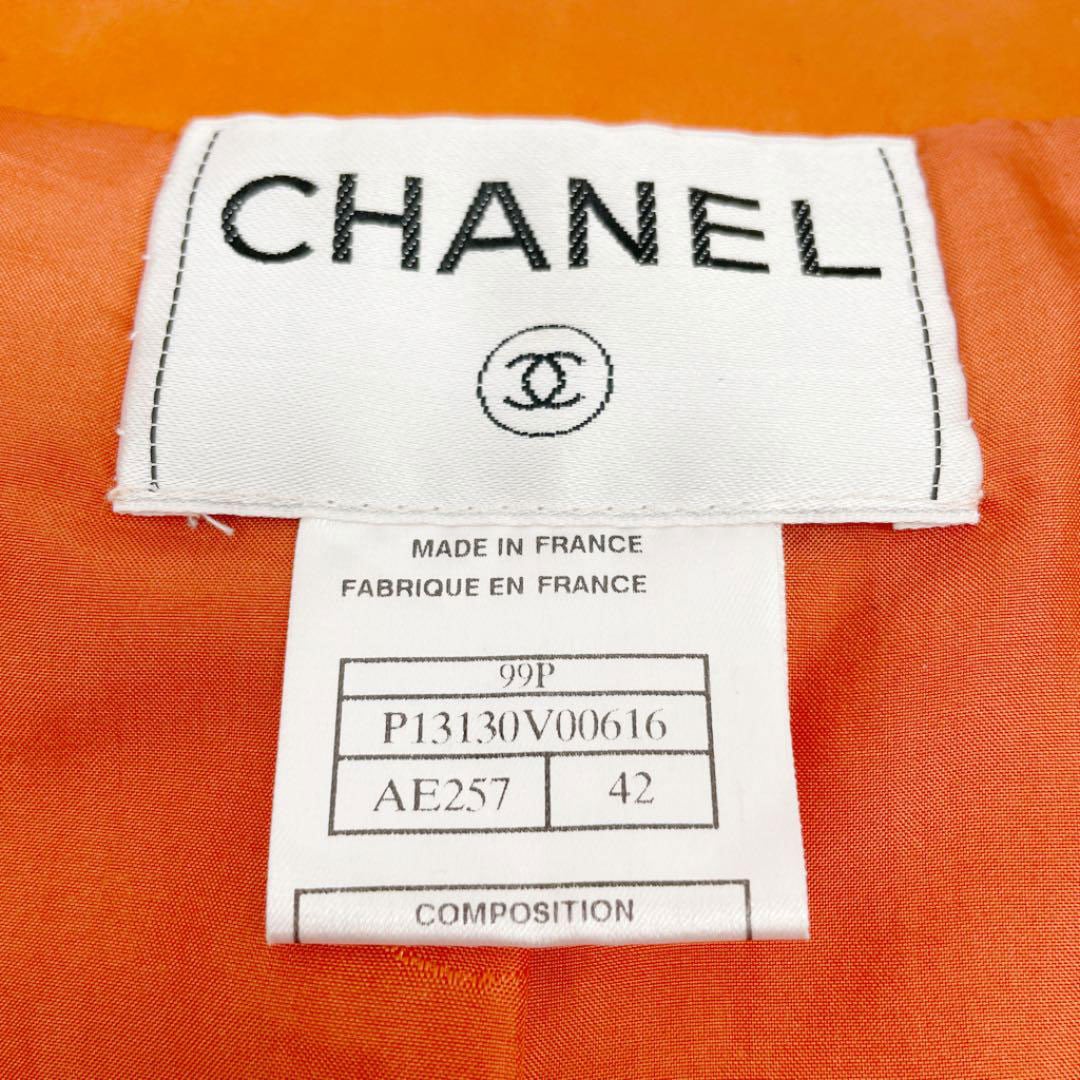 CHANEL
MADE IN FRANCE
FABRIQUE EN FRANCE
99P
P13130V00616
AE257 42
COMPOSITION